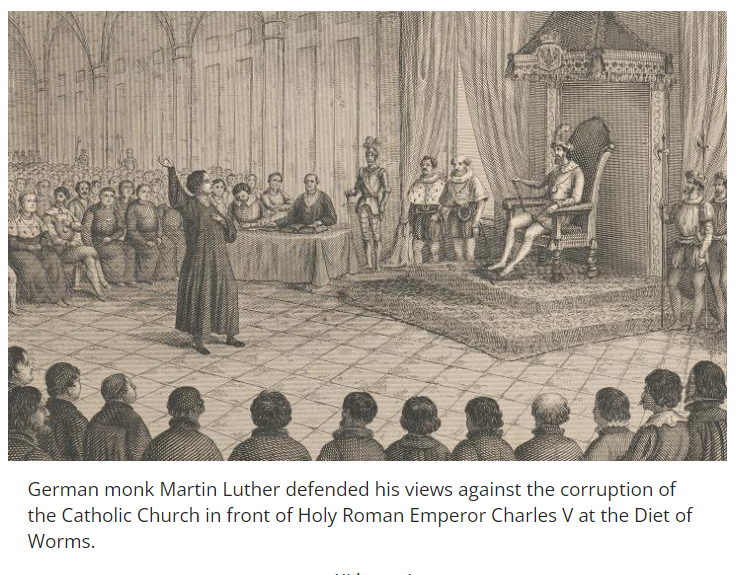 German monk Martin Luther defended his views against the corruption of
the Catholic Church in front of Holy Roman Emperor Charles V at the Diet of
Worms.